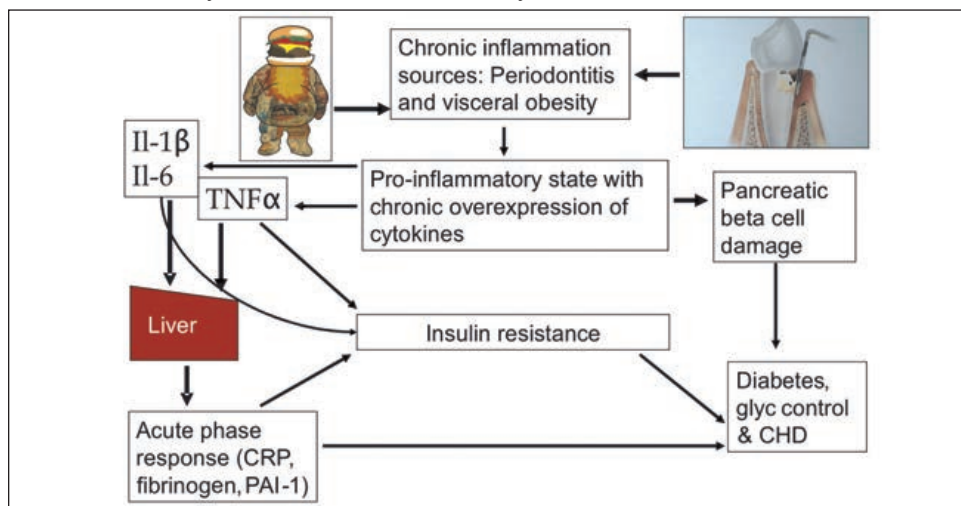 Chronic inflammation
sources: Periodontitis
and visceral obesity
Il-1β
Il-6
TNFα
Pro-inflammatory state with
chronic overexpression of
cytokines
Pancreatic
beta cell
damage
Liver
Insulin resistance
Diabetes,
glyc control
& CHD
Acute phase
response (CRP,
fibrinogen, PAI-1)